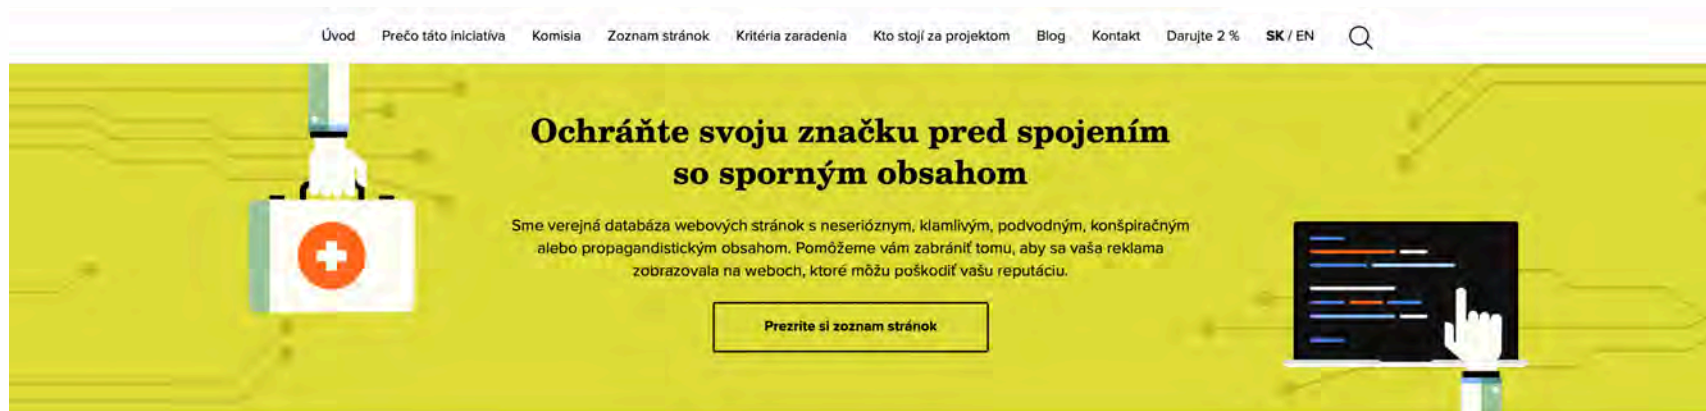 Úvod Prečo táto iniciatíva Komisia Zoznam stránok Kritéria zaradenia Kto stojí za projektom Blog Kontakt Darujte 2 % SK / EN
Ochráňte svoju značku pred spojením
so sporným obsahom
Sme verejná databáza webových stránok s neserióznym, klamlivým, podvodným, konšpiračným
alebo propagandistickým obsahom. Pomôžeme vám zabrániť tomu, aby sa vaša reklama
zobrazovala na weboch, ktoré môžu poškodiť vašu reputáciu.
Prezrite si zoznam stránok